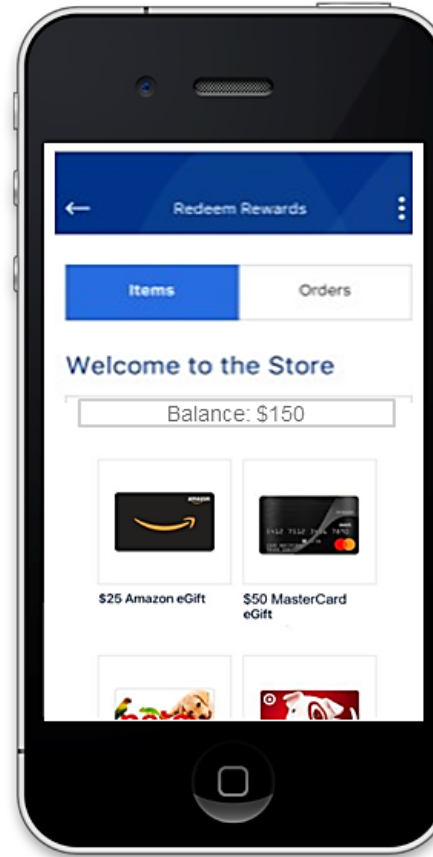 Redeem Rewards
Items Orders
Welcome to the Store
Balance: $150
amazon
$25 Amazon eGift
$50 MasterCard
eGift